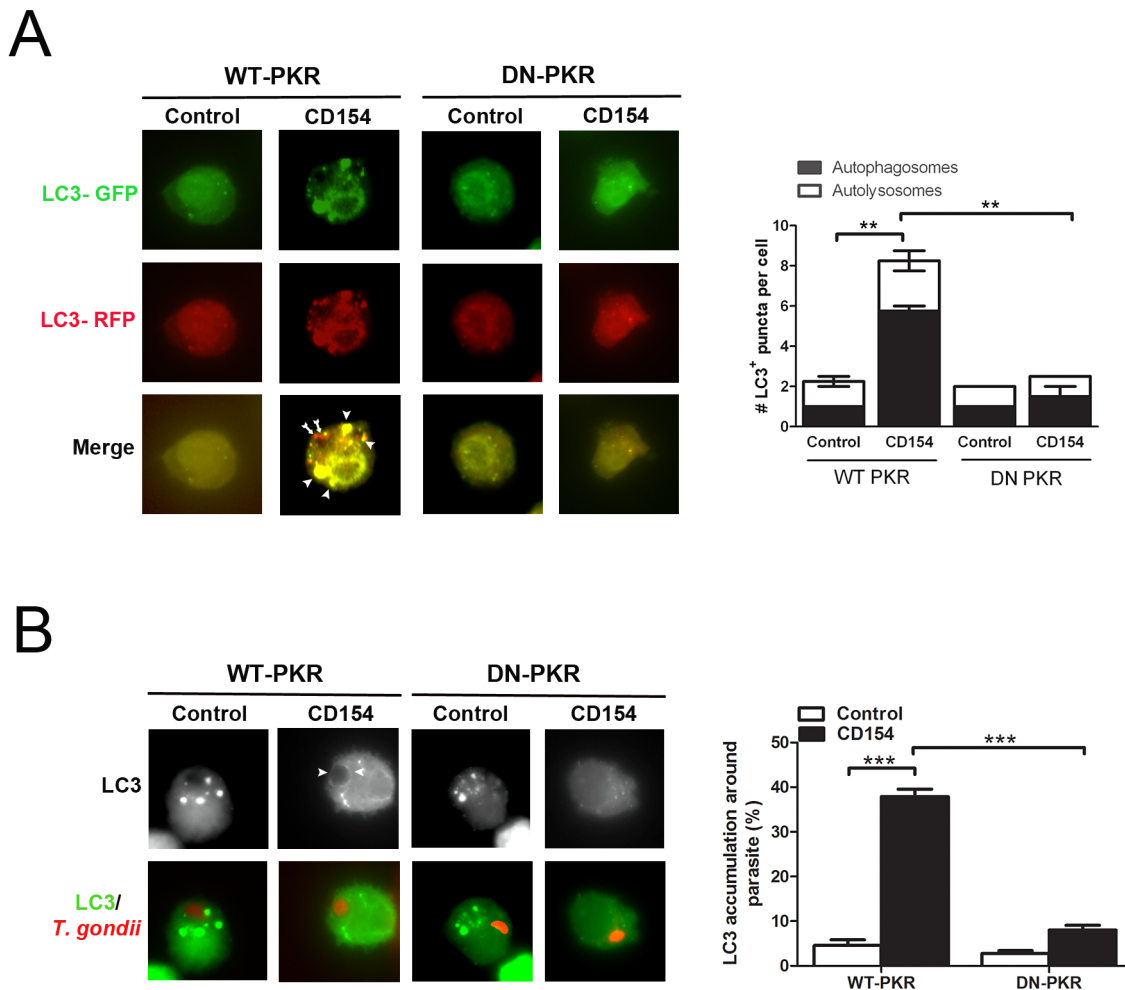 A
WT-PKR
DN-PKR
Control
CD154
Control
CD154
LC3- GFP
LC3- RFP
Merge
Autophagosomes
Autolysosomes
**
**
# LC3+ puncta per cell
10
8
6
4
2
0
Control
CD154
Control
CD154
WT PKR
DN PKR
B
WT-PKR
DN-PKR
Control
CD154
Control
CD154
LC3
LC3/
T. gondii
Control
CD154
***
***
LC3 accumulation around
parasite (%)
50
40
30
20
10
0
WT-PKR
DN-PKR